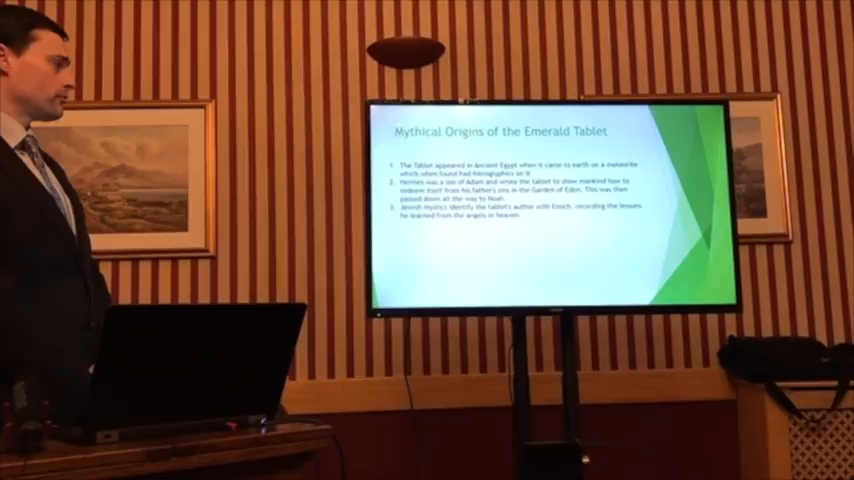 Mythical Origins of the Emerald Tablet
1. The Tablet appeared in Ancient Egypt when it came to earth on a meteorite
which when found had hieroglyphics on it
2. Hermes was a son of Adam and wrote the tablet to show mankind how to
redeem itself from his father's sins in the Garden of Eden. This was then
passed down all the way to Noah.
3. Jewish mystics identify the tablet's author with Enoch, recording the lessons
he learned from the angels in heaven.